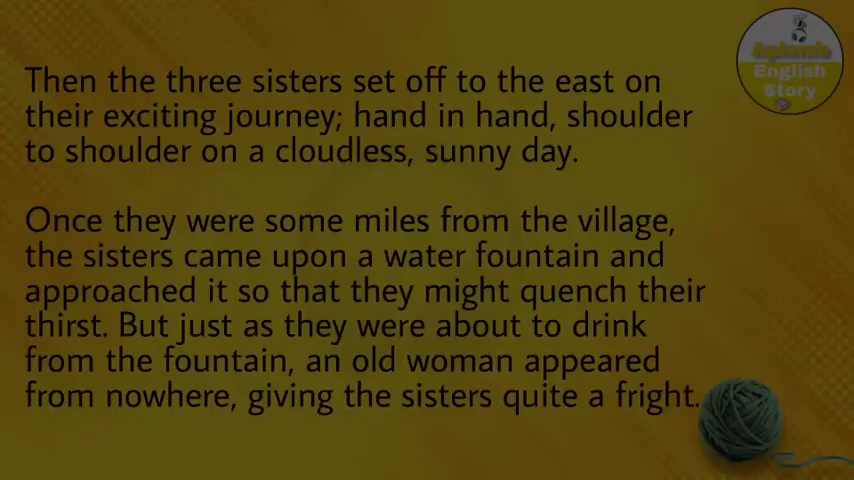 Then the three sisters set off to the east on
their exciting journey; hand in hand, shoulder
to shoulder on a cloudless, sunny day.
Once they were some miles from the village,
the sisters came upon a water fountain and
approached it so that they might quench their
thirst. But just as they were about to drink
from the fountain, an old woman appeared
from nowhere, giving the sisters quite a fright.
Aplomb
English
Story